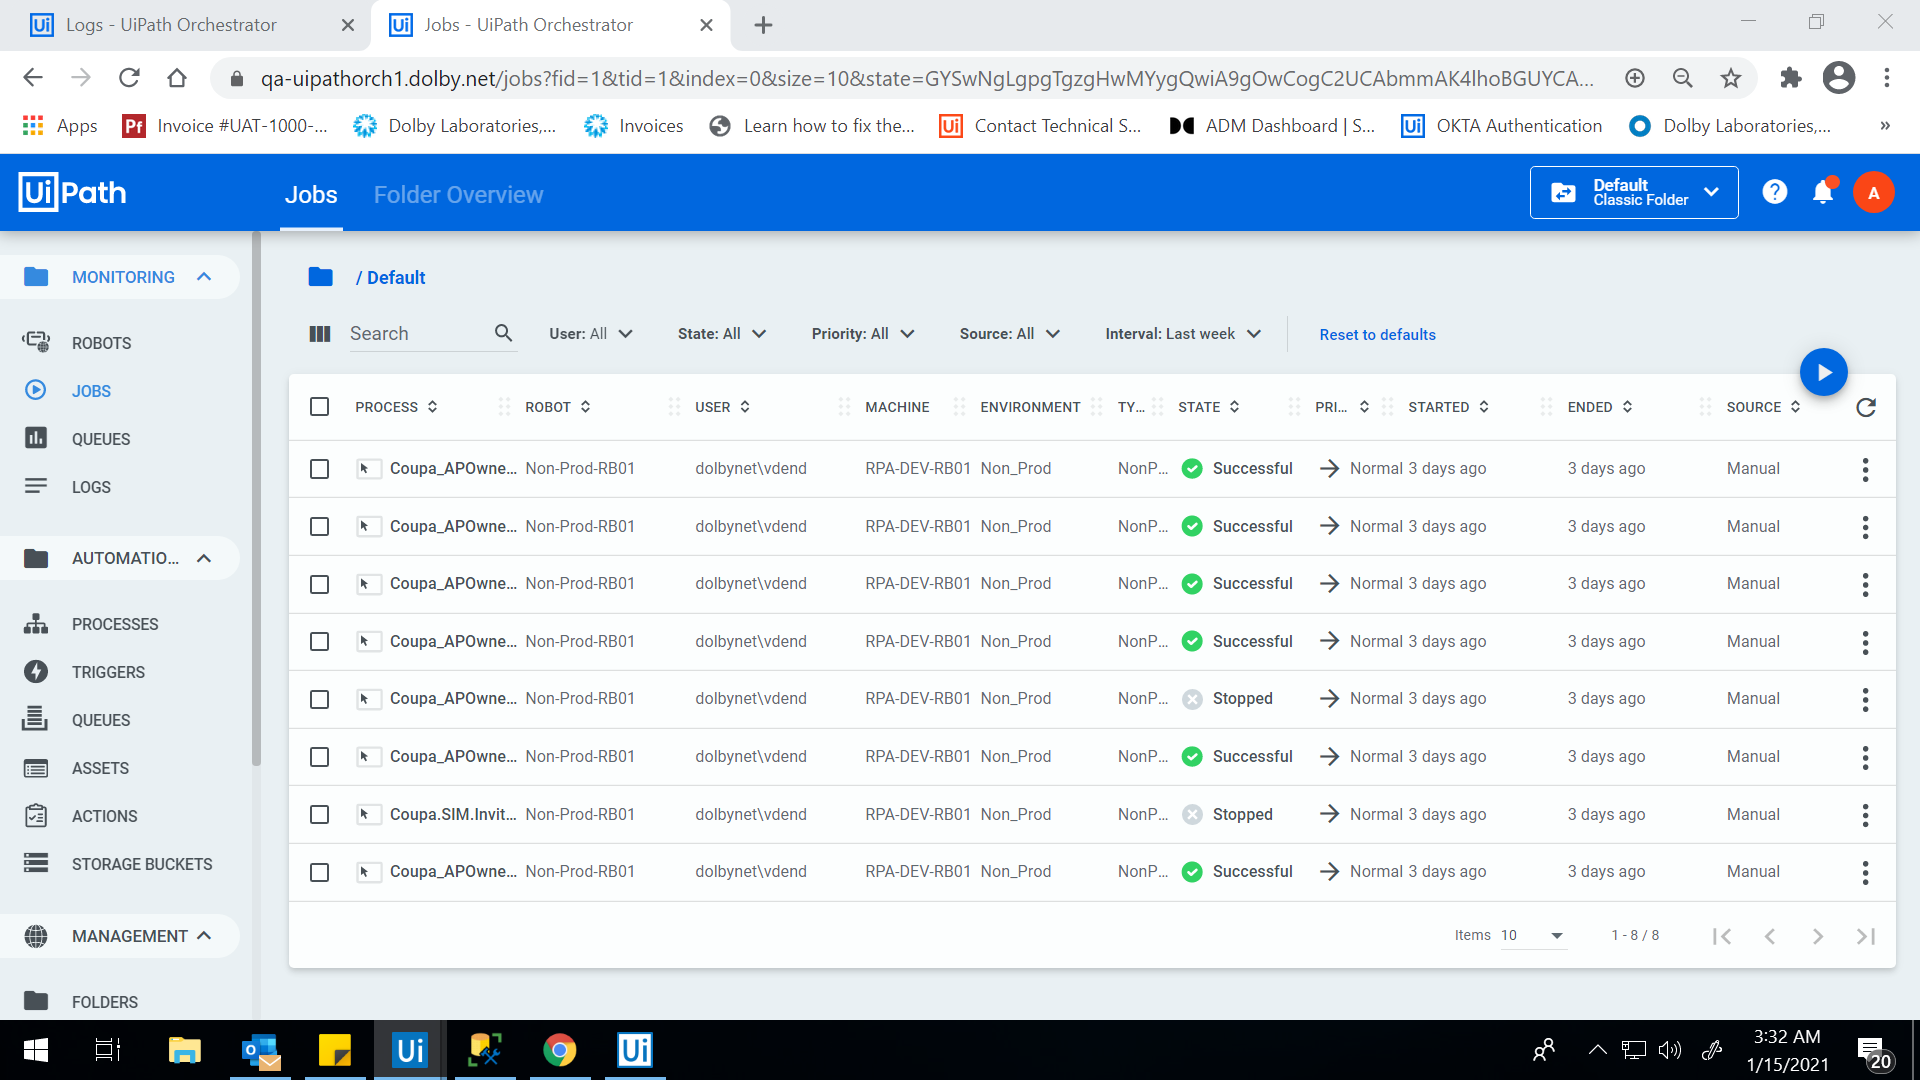 Logs - UiPath Orchestrator
Jobs - UiPath Orchestrator
qa-uipathorch1.dolby.net/jobs?fid=1&tid=1&index=0&size=10&state=GYSwNgLgpgTgzgHwMYygQwiA9gOwCogC2UCAbmmAK4lhoBGUYCA...
Apps
Invoice #UAT-1000-...
Dolby Laboratories,...
Invoices
Learn how to fix the...
Contact Technical S...
ADM Dashboard | S...
OKTA Authentication
Dolby Laboratories,...
»
UiPath
Jobs
Folder Overview
Default
Classic Folder
A
MONITORING
ROBOTS
JOBS
QUEUES
LOGS
AUTOMATIO...
PROCESSES
TRIGGERS
QUEUES
ASSETS
ACTIONS
STORAGE BUCKETS
MANAGEMENT
FOLDERS
/ Default
Search
User: All
State: All
Priority: All
Source: All
Interval: Last week
Reset to defaults
PROCESS ROBOT USER MACHINE ENVIRONMENT TY... STATE PRI... STARTED ENDED SOURCE
Coupa_APOwne... Non-Prod-RB01 dolbynet\vdend RPA-DEV-RB01 Non_Prod NonP... Successful Normal 3 days ago 3 days ago Manual
Coupa_APOwne... Non-Prod-RB01 dolbynet\vdend RPA-DEV-RB01 Non_Prod NonP... Successful Normal 3 days ago 3 days ago Manual
Coupa_APOwne... Non-Prod-RB01 dolbynet\vdend RPA-DEV-RB01 Non_Prod NonP... Successful Normal 3 days ago 3 days ago Manual
Coupa_APOwne... Non-Prod-RB01 dolbynet\vdend RPA-DEV-RB01 Non_Prod NonP... Successful Normal 3 days ago 3 days ago Manual
Coupa_APOwne... Non-Prod-RB01 dolbynet\vdend RPA-DEV-RB01 Non_Prod NonP... Stopped Normal 3 days ago 3 days ago Manual
Coupa_APOwne... Non-Prod-RB01 dolbynet\vdend RPA-DEV-RB01 Non_Prod NonP... Successful Normal 3 days ago 3 days ago Manual
Coupa.SIM.Invit... Non-Prod-RB01 dolbynet\vdend RPA-DEV-RB01 Non_Prod NonP... Stopped Normal 3 days ago 3 days ago Manual
Coupa_APOwne... Non-Prod-RB01 dolbynet\vdend RPA-DEV-RB01 Non_Prod NonP... Successful Normal 3 days ago 3 days ago Manual
Items 10 1 - 8 / 8
3:32 AM
1/15/2021
20